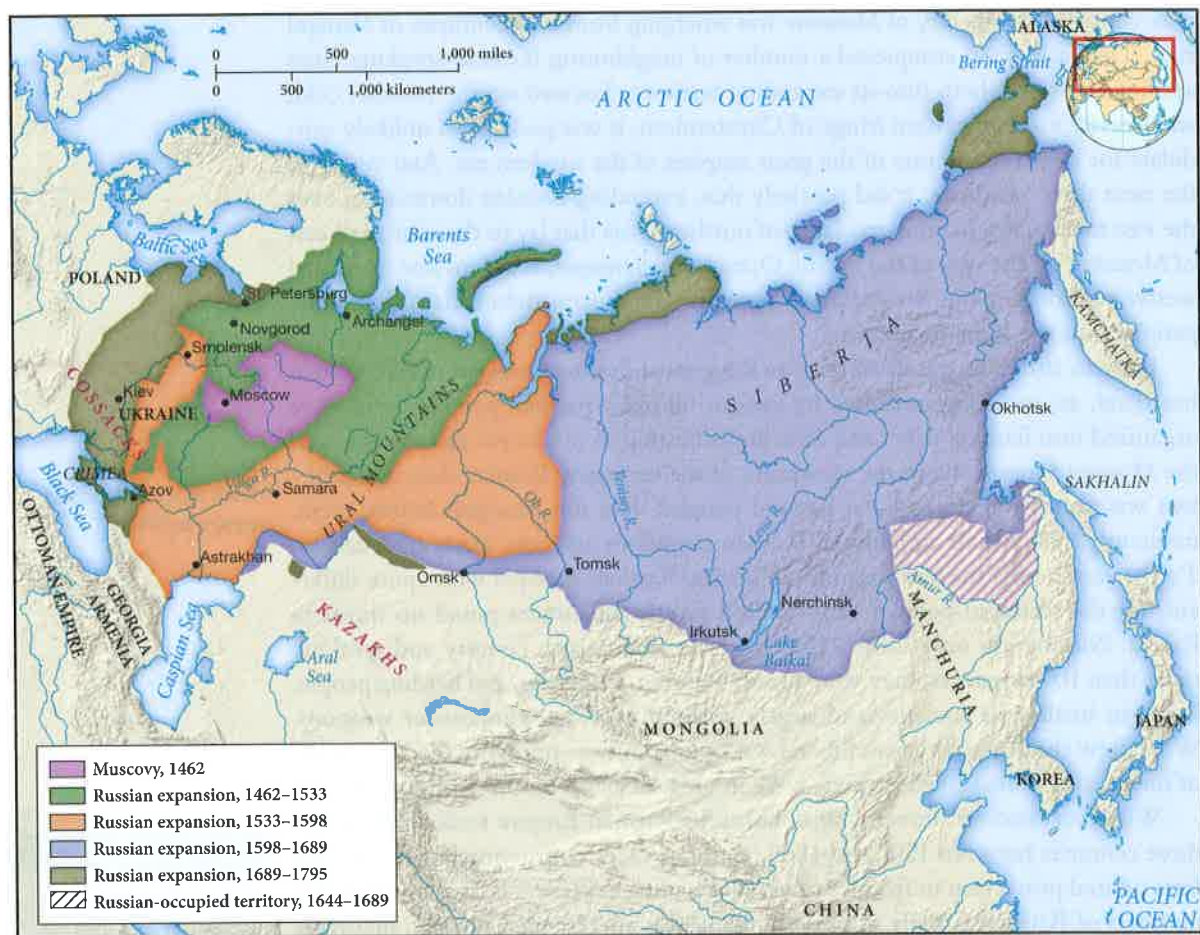 ALASKA
Bering Strait
0 500 1,000 miles
0 500 1,000 kilometers
ARCTIC OCEAN
Barents
Sea
Baltic Sea
POLAND
St. Petersburg
Novgorod
Archangel
Smolensk
Moscow
Kiev
UKRAINE
COSSACKS
CRIMEA
Azov
Black Sea
Volga R.
Samara
URAL MOUNTAINS
Ob R.
Yenisey R.
Lena R.
SIBERIA
KAMCHATKA
Okhotsk
SAKHALIN
Astrakhan
OTTOMAN EMPIRE
GEORGIA
ARMENIA
Caspian Sea
Aral
Sea
KAZAKHS
Omsk
Tomsk
Irkutsk
Lake
Baikal
Nerchinsk
Amur R.
MANCHURIA
MONGOLIA
JAPAN
KOREA
CHINA
PACIFIC
OCEAN
Muscovy, 1462
Russian expansion, 1462–1533
Russian expansion, 1533–1598
Russian expansion, 1598–1689
Russian expansion, 1689–1795
Russian-occupied territory, 1644–1689